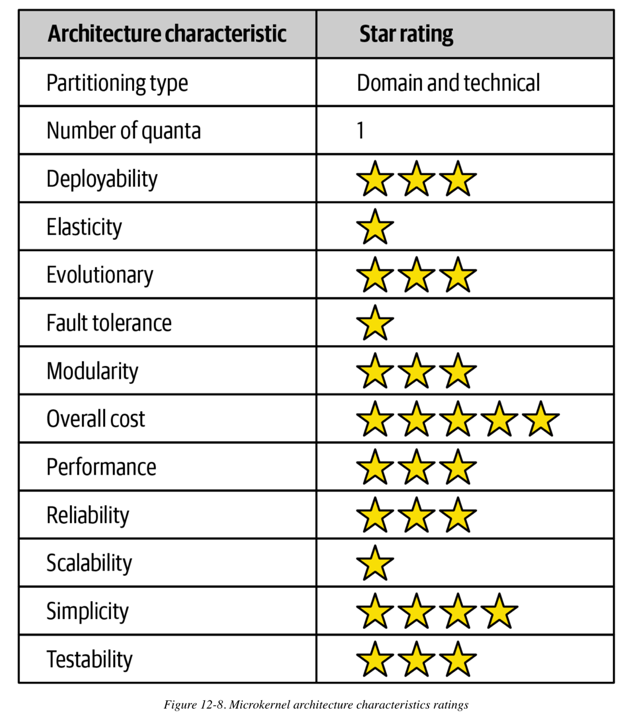 Architecture characteristic Star rating
Partitioning type Domain and technical
Number of quanta 1
Deployability
Elasticity
Evolutionary
Fault tolerance
Modularity
Overall cost
Performance
Reliability
Scalability
Simplicity
Testability
Figure 12-8. Microkernel architecture characteristics ratings